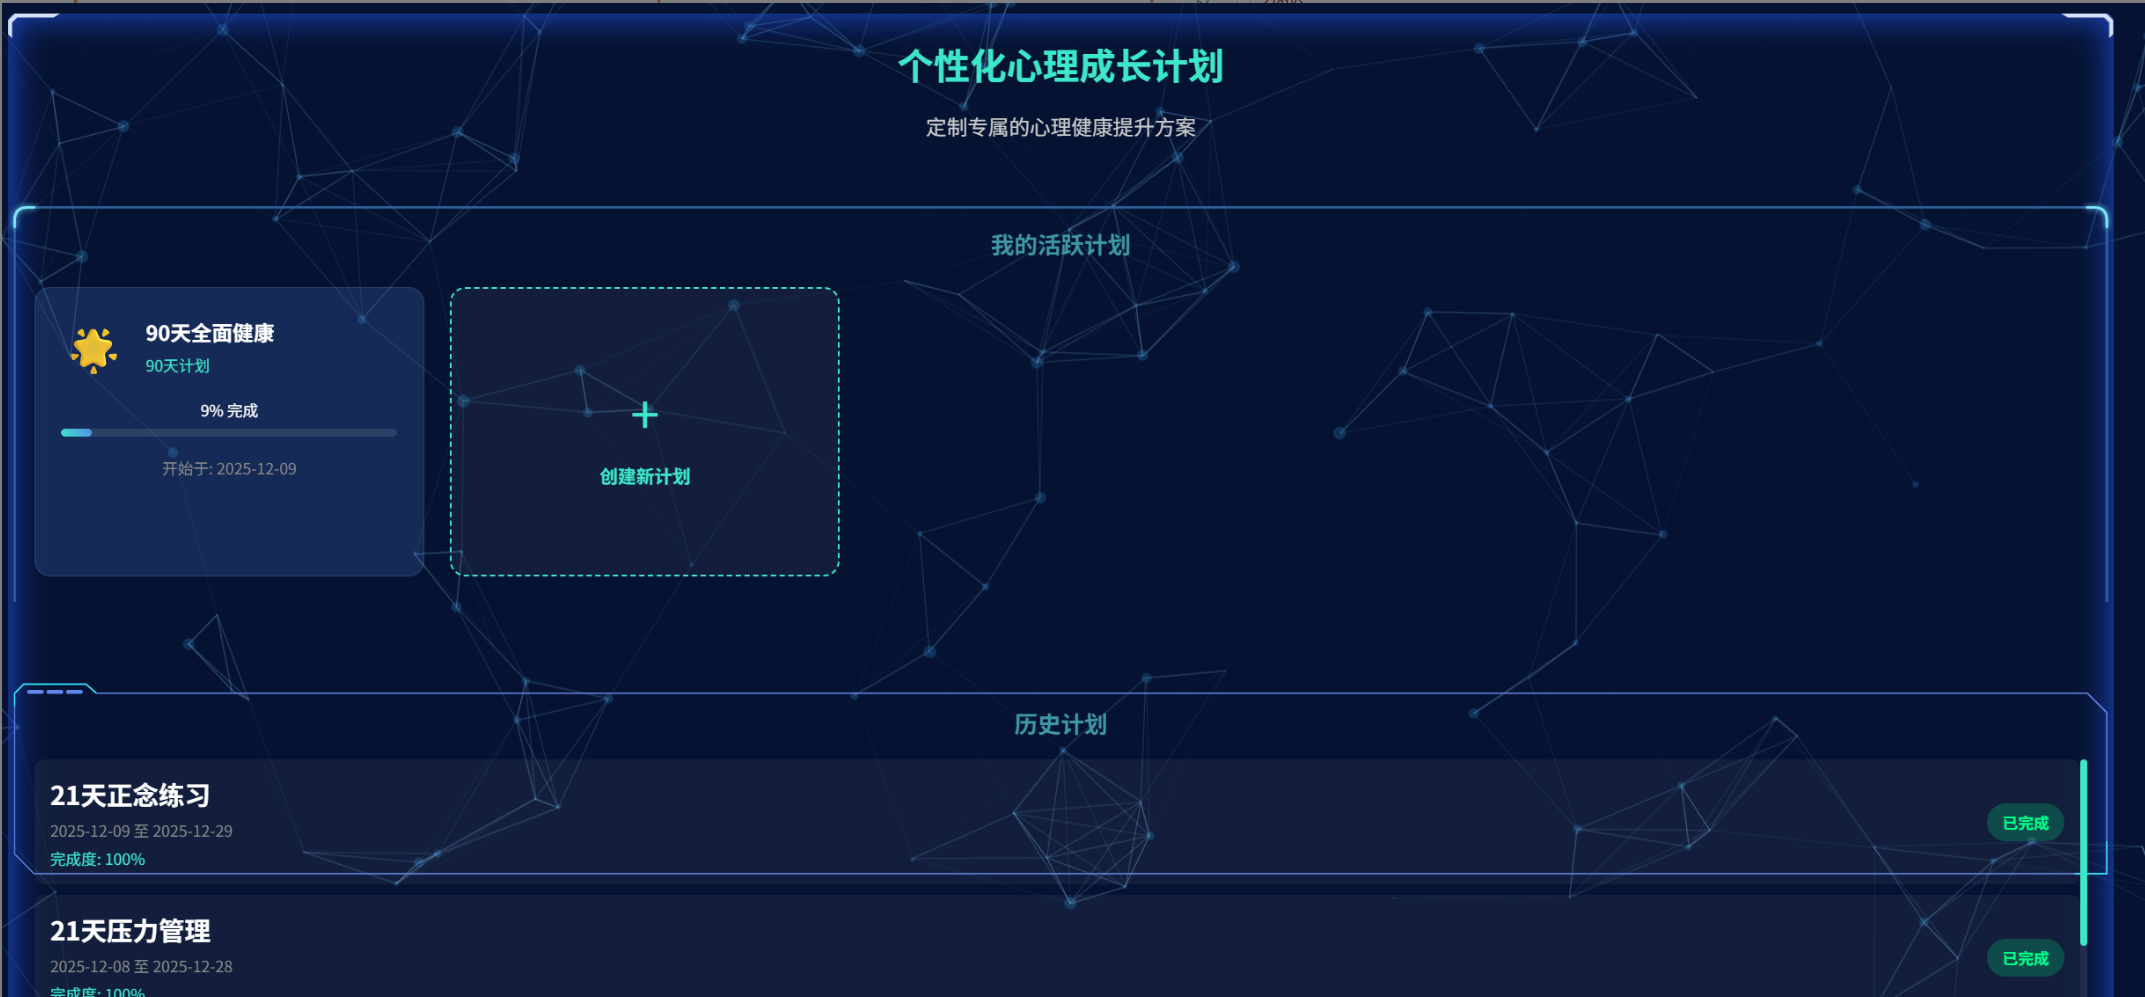 个性化心理成长计划
定制专属的心理健康提升方案
我的活跃计划
90天全面健康
90天计划
9% 完成
开始于: 2025-12-09
+
创建新计划
历史计划
21天正念练习
2025-12-09 至 2025-12-29
完成度: 100%
已完成
21天压力管理
2025-12-08 至 2025-12-28
完成度: 100%
已完成